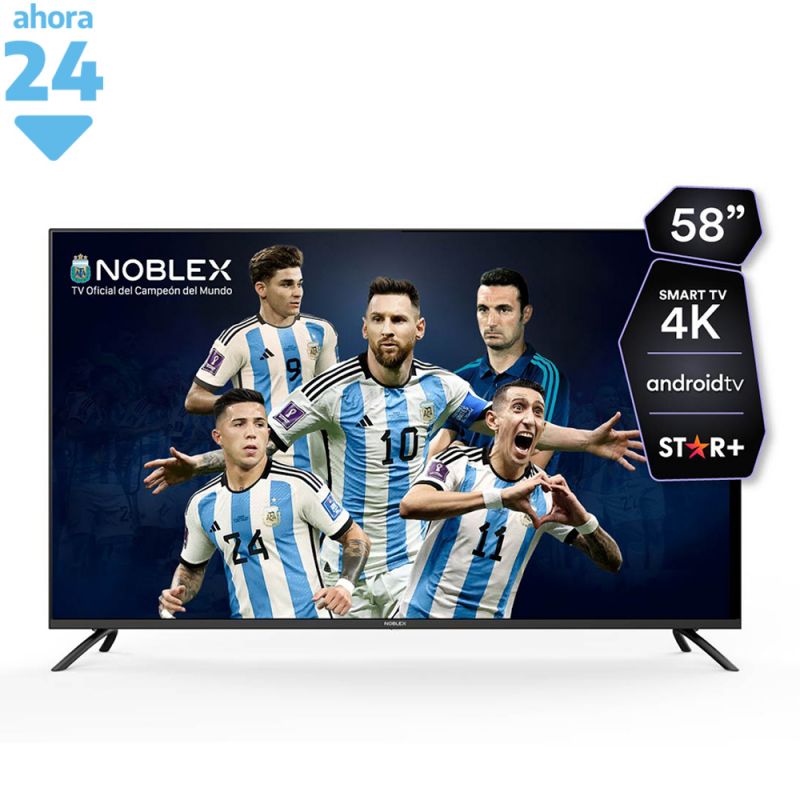 ahora
24
58”
NOBLEX
TV Oficial del Campeón del Mundo
SMART TV
4K
androidtv
STAR+
9
10
24
11
NOBLEX